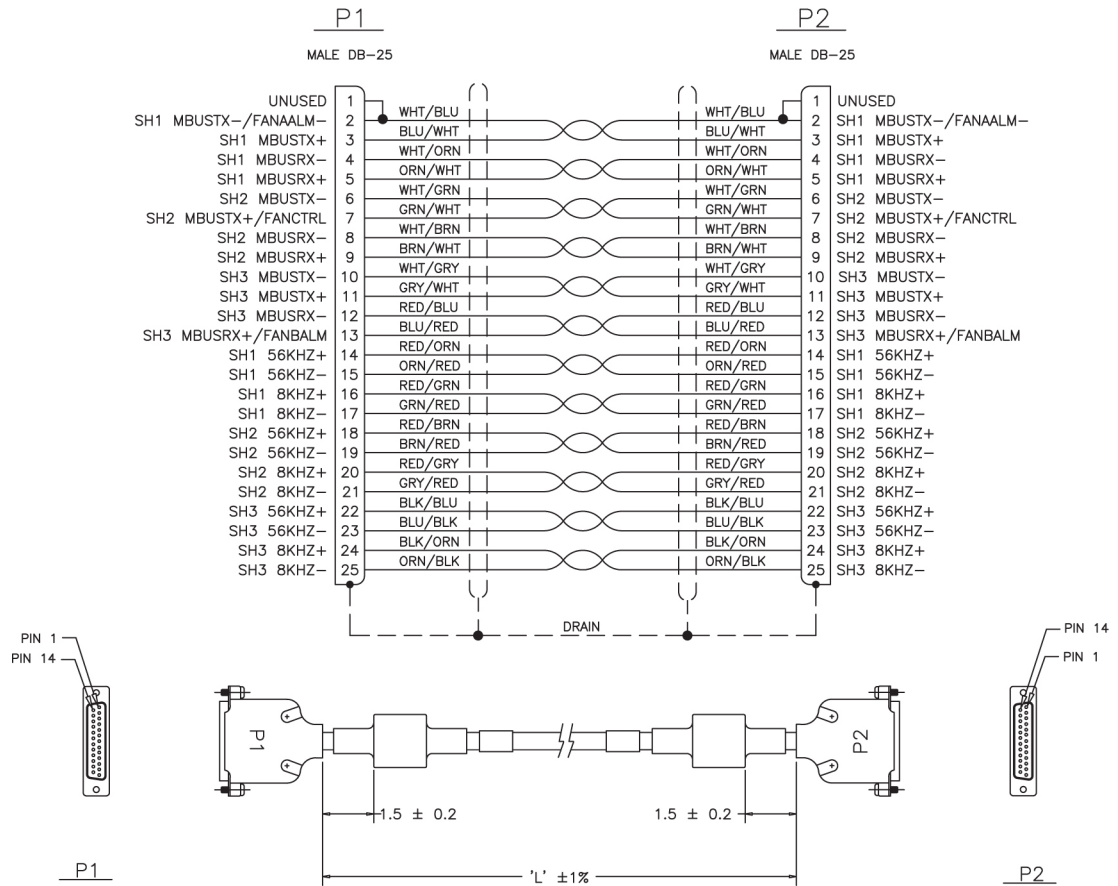 P1 P2
MALE DB-25 MALE DB-25
UNUSED 1 1 UNUSED
SH1 MBUSTX-/FANAALM- 2 WHT/BLU WHT/BLU 2 SH1 MBUSTX-/FANAALM-
SH1 MBUSTX+ 3 BLU/WHT BLU/WHT 3 SH1 MBUSTX+
SH1 MBUSRX- 4 WHT/ORN WHT/ORN 4 SH1 MBUSRX-
SH1 MBUSRX+ 5 ORN/WHT ORN/WHT 5 SH1 MBUSRX+
SH2 MBUSTX- 6 WHT/GRN WHT/GRN 6 SH2 MBUSTX-
SH2 MBUSTX+/FANCTRL 7 GRN/WHT GRN/WHT 7 SH2 MBUSTX+/FANCTRL
SH2 MBUSRX- 8 WHT/BRN WHT/BRN 8 SH2 MBUSRX-
SH2 MBUSRX+ 9 BRN/WHT BRN/WHT 9 SH2 MBUSRX+
SH3 MBUSTX- 10 WHT/GRY WHT/GRY 10 SH3 MBUSTX-
SH3 MBUSTX+ 11 GRY/WHT GRY/WHT 11 SH3 MBUSTX+
SH3 MBUSRX- 12 RED/BLU RED/BLU 12 SH3 MBUSRX-
SH3 MBUSRX+/FANBALM 13 BLU/RED BLU/RED 13 SH3 MBUSRX+/FANBALM
SH1 56KHZ+ 14 RED/ORN RED/ORN 14 SH1 56KHZ+
SH1 56KHZ- 15 ORN/RED ORN/RED 15 SH1 56KHZ-
SH1 8KHZ+ 16 RED/GRN RED/GRN 16 SH1 8KHZ+
SH1 8KHZ- 17 GRN/RED GRN/RED 17 SH1 8KHZ-
SH2 56KHZ+ 18 RED/BRN RED/BRN 18 SH2 56KHZ+
SH2 56KHZ- 19 BRN/RED BRN/RED 19 SH2 56KHZ-
SH2 8KHZ+ 20 RED/GRY RED/GRY 20 SH2 8KHZ+
SH2 8KHZ- 21 GRY/RED GRY/RED 21 SH2 8KHZ-
SH3 56KHZ+ 22 BLK/BLU BLK/BLU 22 SH3 56KHZ+
SH3 56KHZ- 23 BLU/BLK BLU/BLK 23 SH3 56KHZ-
SH3 8KHZ+ 24 BLK/ORN BLK/ORN 24 SH3 8KHZ+
SH3 8KHZ- 25 ORN/BLK ORN/BLK 25 SH3 8KHZ-
DRAIN
PIN 1 PIN 14
PIN 14 PIN 1
P1 P2
1.5 ± 0.2 1.5 ± 0.2
'L' ±1%
P1 P2